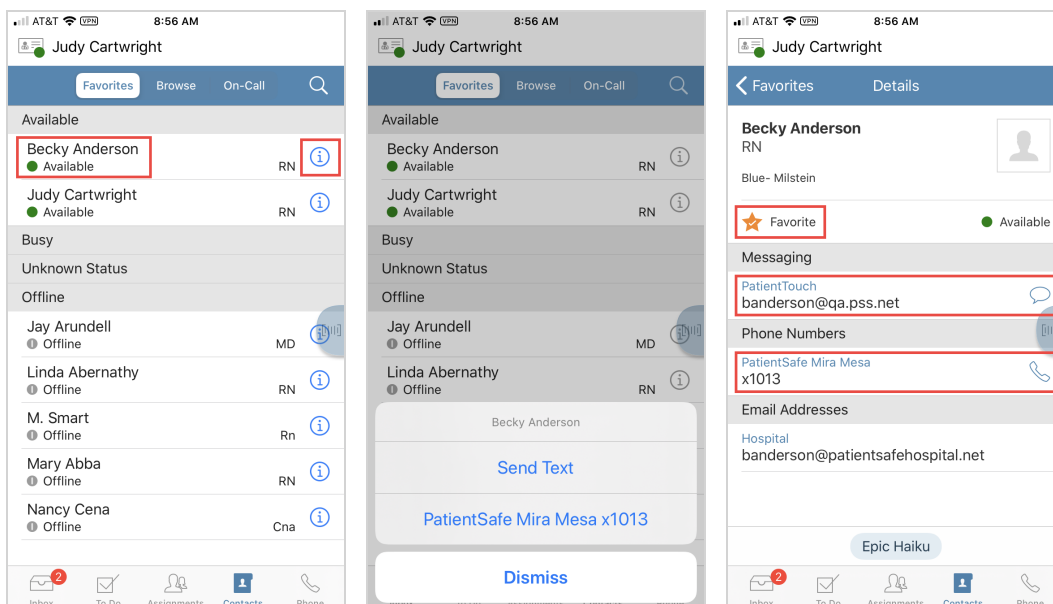 AT&T VPN 8:56 AM
Judy Cartwright
Favorites Browse On-Call
Available
Becky Anderson
Available RN
Judy Cartwright
Available RN
Busy
Unknown Status
Offline
Jay Arundell
Offline MD
Linda Abernathy
Offline RN
M. Smart
Offline Rn
Mary Abba
Offline RN
Nancy Cena
Offline Cna
2
Inbox To Do Assignments Contacts Phone
AT&T VPN 8:56 AM
Judy Cartwright
Favorites Browse On-Call
Available
Becky Anderson
Available RN
Judy Cartwright
Available RN
Busy
Unknown Status
Offline
Jay Arundell
Offline MD
Linda Abernathy
Offline RN
Becky Anderson
Send Text
PatientSafe Mira Mesa x1013
Dismiss
AT&T VPN 8:56 AM
Judy Cartwright
Favorites Details
Becky Anderson
RN
Blue- Milstein
Favorite Available
Messaging
PatientTouch
banderson@qa.pss.net
Phone Numbers
PatientSafe Mira Mesa
x1013
Email Addresses
Hospital
banderson@patientsafehospital.net
Epic Haiku
2
Inbox To Do Assignments Contacts Phone